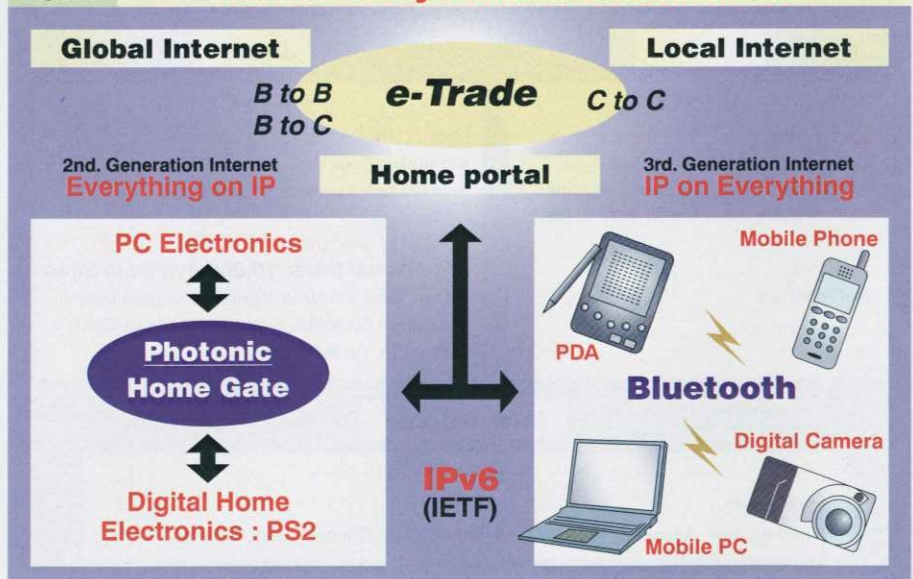 Global Internet
Local Internet
e-Trade
B to B
B to C
C to C
Home portal
2nd. Generation Internet
Everything on IP
3rd. Generation Internet
IP on Everything
PC Electronics
Photonic
Home Gate
Digital Home
Electronics : PS2
IPv6
(IETF)
Mobile Phone
PDA
Bluetooth
Digital Camera
Mobile PC